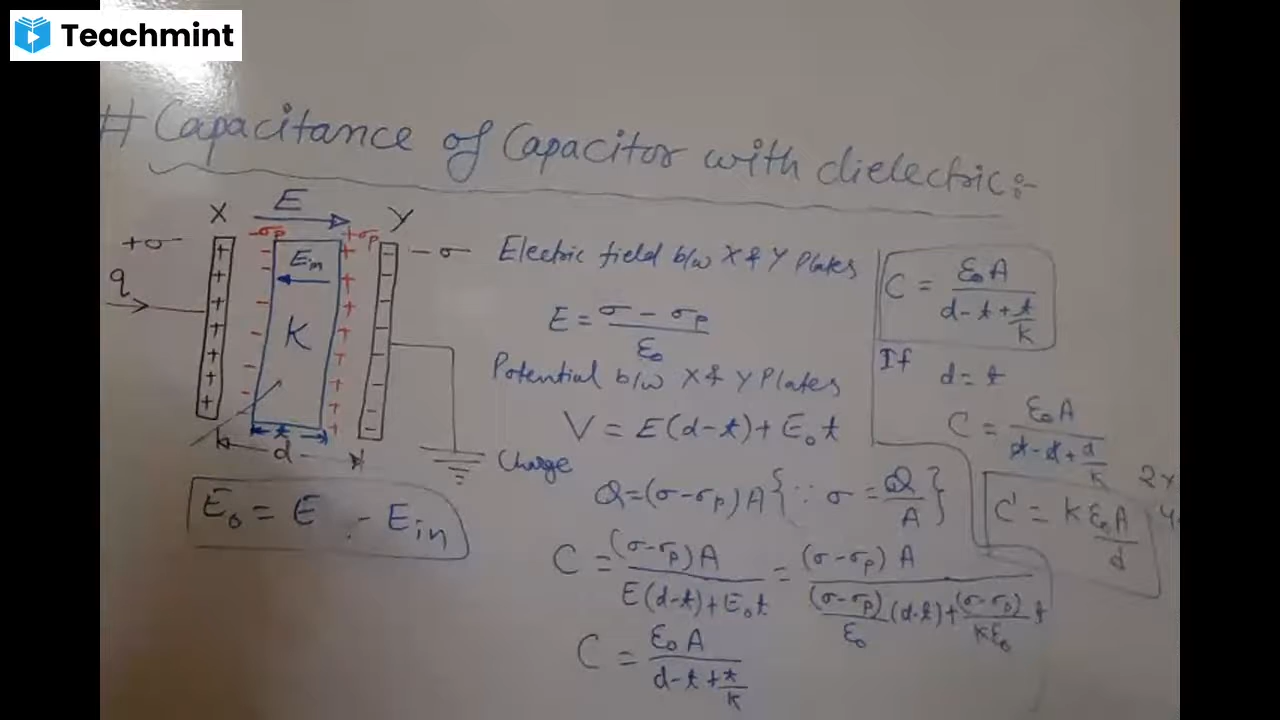 Teachmint
# Capacitance of Capacitor with dielectric:-
X E Y
+σ -σp +σp -σ
Ein
q
K
t
d
E₀ = E - Ein
Electric field b/w X & Y Plates
E = (σ - σp)/ε₀
Potential b/w X & Y Plates
V = E(d-t) + E₀t
Charge
Q = (σ-σp)A {∵ σ = Q/A}
C = (σ-σp)A / (E(d-t)+E₀t) = (σ-σp)A / ((σ-σp)/ε₀ (d-t) + (σ-σp)/kε₀ t)
C = ε₀A / (d-t+t/k)
C = ε₀A / (d-t+t/k)
If d = t
C = ε₀A / (d-d+d/k)
C' = kε₀A/d